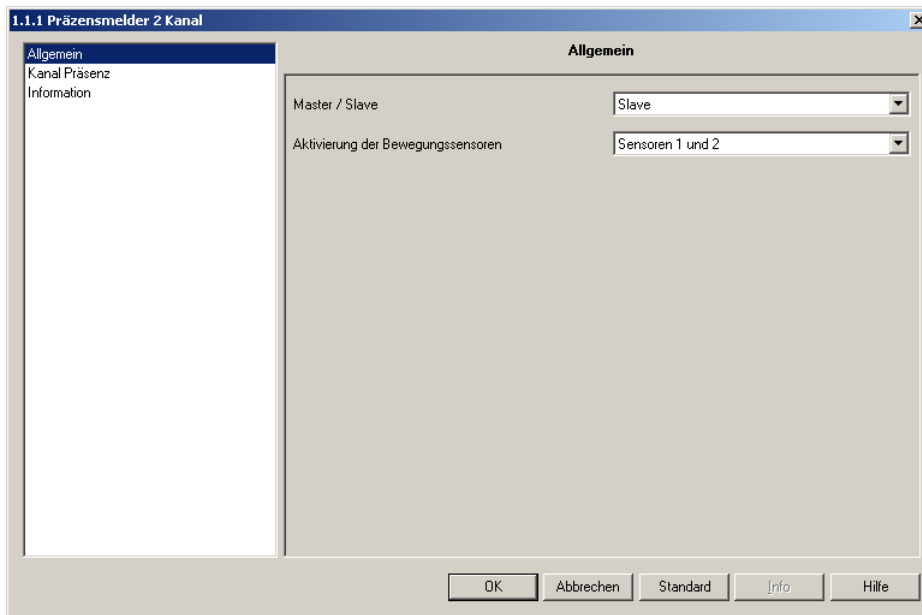 1.1.1 Präzensmelder 2 Kanal
Allgemein
Kanal Präsenz
Information
Allgemein
Master / Slave
Slave
Aktivierung der Bewegungssensoren
Sensoren 1 und 2
OK
Abbrechen
Standard
Info
Hilfe